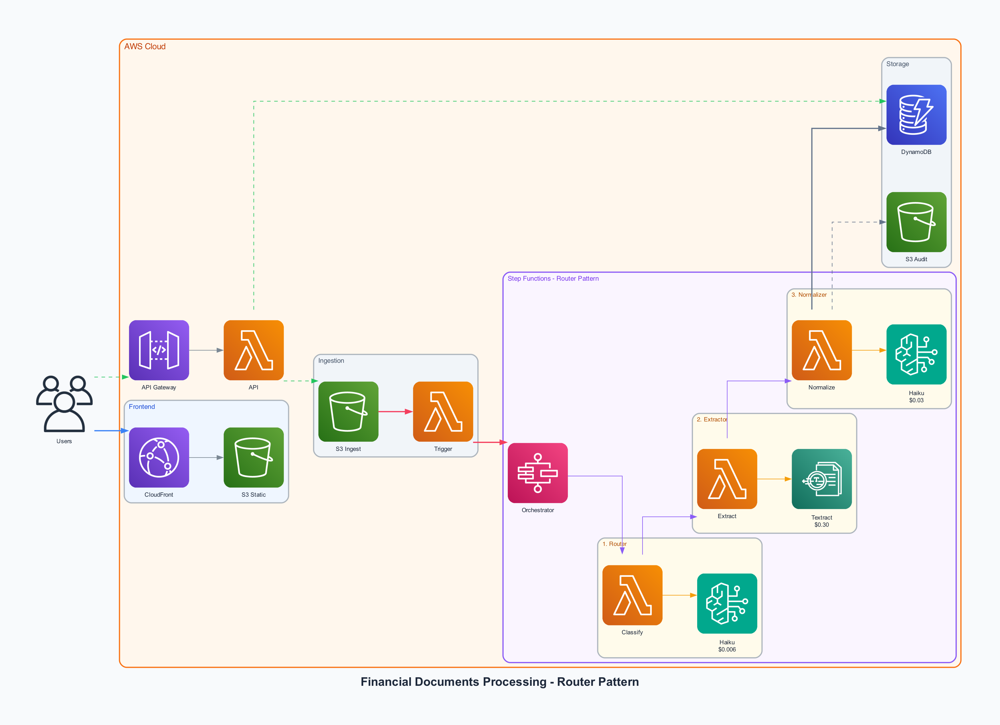 AWS Cloud
Storage
DynamoDB
S3 Audit
Step Functions - Router Pattern
3. Normalizer
Normalize
Haiku
$0.03
API Gateway
API
Ingestion
S3 Ingest
Trigger
Users
Frontend
CloudFront
S3 Static
Orchestrator
2. Extractor
Extract
Textract
$0.30
1. Router
Classify
Haiku
$0.006
Financial Documents Processing - Router Pattern